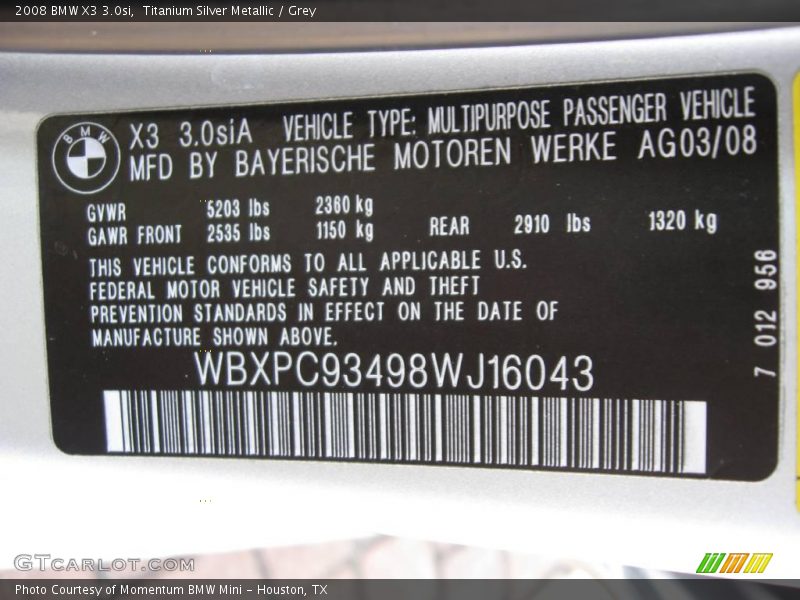 2008 BMW X3 3.0si, Titanium Silver Metallic / Grey
BMW
X3 3.0siA VEHICLE TYPE: MULTIPURPOSE PASSENGER VEHICLE
MFD BY BAYERISCHE MOTOREN WERKE AG03/08
GVWR 5203 lbs 2360 kg
GAWR FRONT 2535 lbs 1150 kg REAR 2910 lbs 1320 kg
THIS VEHICLE CONFORMS TO ALL APPLICABLE U.S.
FEDERAL MOTOR VEHICLE SAFETY AND THEFT
PREVENTION STANDARDS IN EFFECT ON THE DATE OF
MANUFACTURE SHOWN ABOVE.
WBXPC93498WJ16043
7 012 956
GTcarlot.com
Photo Courtesy of Momentum BMW Mini - Houston, TX